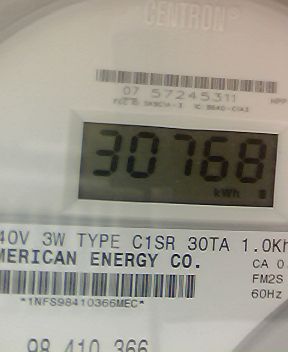 CENTRON®
07 57245311
30768
kWh
40V 3W TYPE C1SR 30TA 1.0Kh
MERICAN ENERGY CO.
CA 0.
FM2S
*1NFS98410366MEC*
60Hz
98 410 366